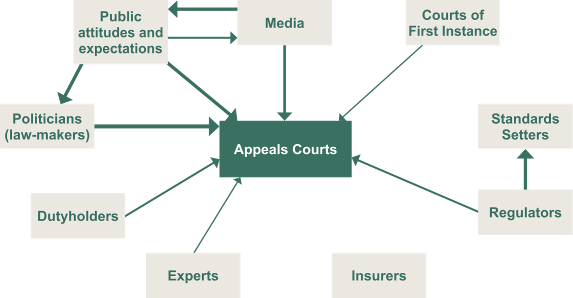 Public
attitudes and
expectations
Media
Courts of
First Instance
Politicians
(law-makers)
Appeals Courts
Standards
Setters
Dutyholders
Regulators
Experts
Insurers